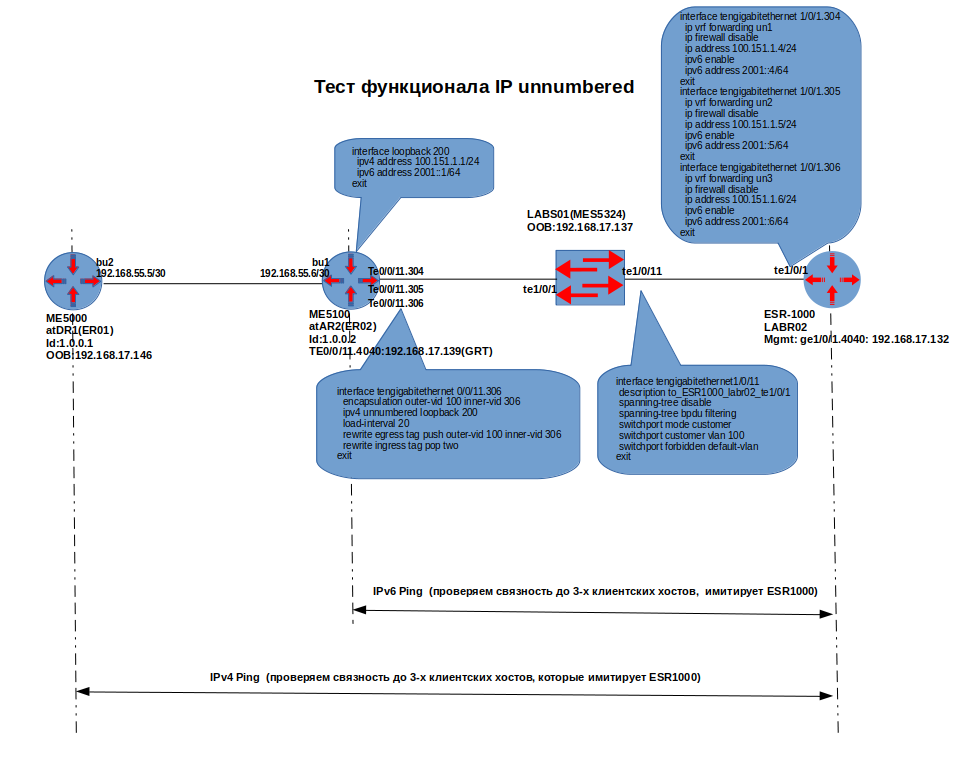 Тест функционала IP unnumbered
interface tengigabitethernet 1/0/1.304
ip vrf forwarding un1
ip firewall disable
ip address 100.151.1.4/24
ipv6 enable
ipv6 address 2001::4/64
exit
interface tengigabitethernet 1/0/1.305
ip vrf forwarding un2
ip firewall disable
ip address 100.151.1.5/24
ipv6 enable
ipv6 address 2001::5/64
exit
interface tengigabitethernet 1/0/1.306
ip vrf forwarding un3
ip firewall disable
ip address 100.151.1.6/24
ipv6 enable
ipv6 address 2001::6/64
exit
interface loopback 200
ipv4 address 100.151.1.1/24
ipv6 address 2001::1/64
exit
LABS01(MES5324)
OOB:192.168.17.137
bu2
192.168.55.5/30
bu1
192.168.55.6/30
Te0/0/11.304
Te0/0/11.305
Te0/0/11.306
te1/0/1
te1/0/11
te1/0/1
ME5000
atDR1(ER01)
Id:1.0.0.1
OOB:192.168.17.146
ME5100
atAR2(ER02)
Id:1.0.0.2
TE0/0/11.4040:192.168.17.139(GRT)
ESR-1000
LABR02
Mgmt: ge1/0/1.4040: 192.168.17.132
interface tengigabitethernet 0/0/11.306
encapsulation outer-vid 100 inner-vid 306
ipv4 unnumbered loopback 200
load-interval 20
rewrite egress tag push outer-vid 100 inner-vid 306
rewrite ingress tag pop two
exit
interface tengigabitethernet1/0/11
description to_ESR1000_labr02_te1/0/1
spanning-tree disable
spanning-tree bpdu filtering
switchport mode customer
switchport customer vlan 100
switchport forbidden default-vlan
exit
IPv6 Ping (проверяем связность до 3-х клиентских хостов, имитирует ESR1000)
IPv4 Ping (проверяем связность до 3-х клиентских хостов, которые имитирует ESR1000)